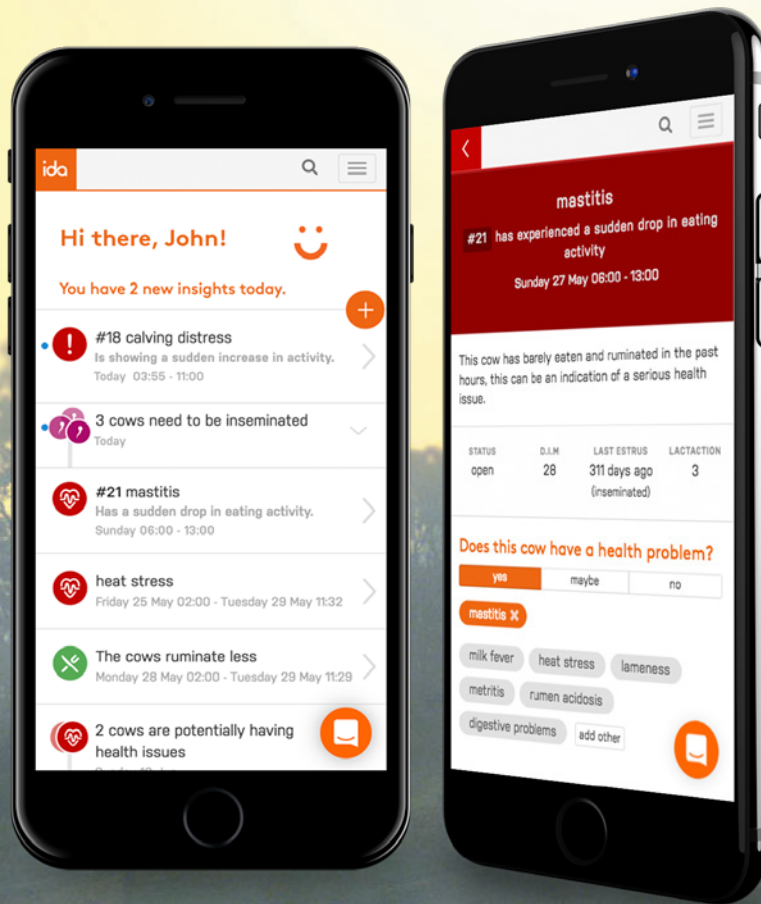 ida
Hi there, John!
You have 2 new insights today.
+
#18 calving distress
Is showing a sudden increase in activity.
Today 03:55 - 11:00
3 cows need to be inseminated
Today
#21 mastitis
Has a sudden drop in eating activity.
Sunday 06:00 - 13:00
heat stress
Friday 25 May 02:00 - Tuesday 29 May 11:32
The cows ruminate less
Monday 28 May 02:00 - Tuesday 29 May 11:29
2 cows are potentially having
health issues
mastitis
#21 has experienced a sudden drop in eating
activity
Sunday 27 May 06:00 - 13:00
This cow has barely eaten and ruminated in the past
hours, this can be an indication of a serious health
issue.
STATUS D.I.M LAST ESTRUS LACTACTION
open 28 311 days ago 3
(inseminated)
Does this cow have a health problem?
yes maybe no
mastitis X
milk fever heat stress lameness
metritis rumen acidosis
digestive problems add other